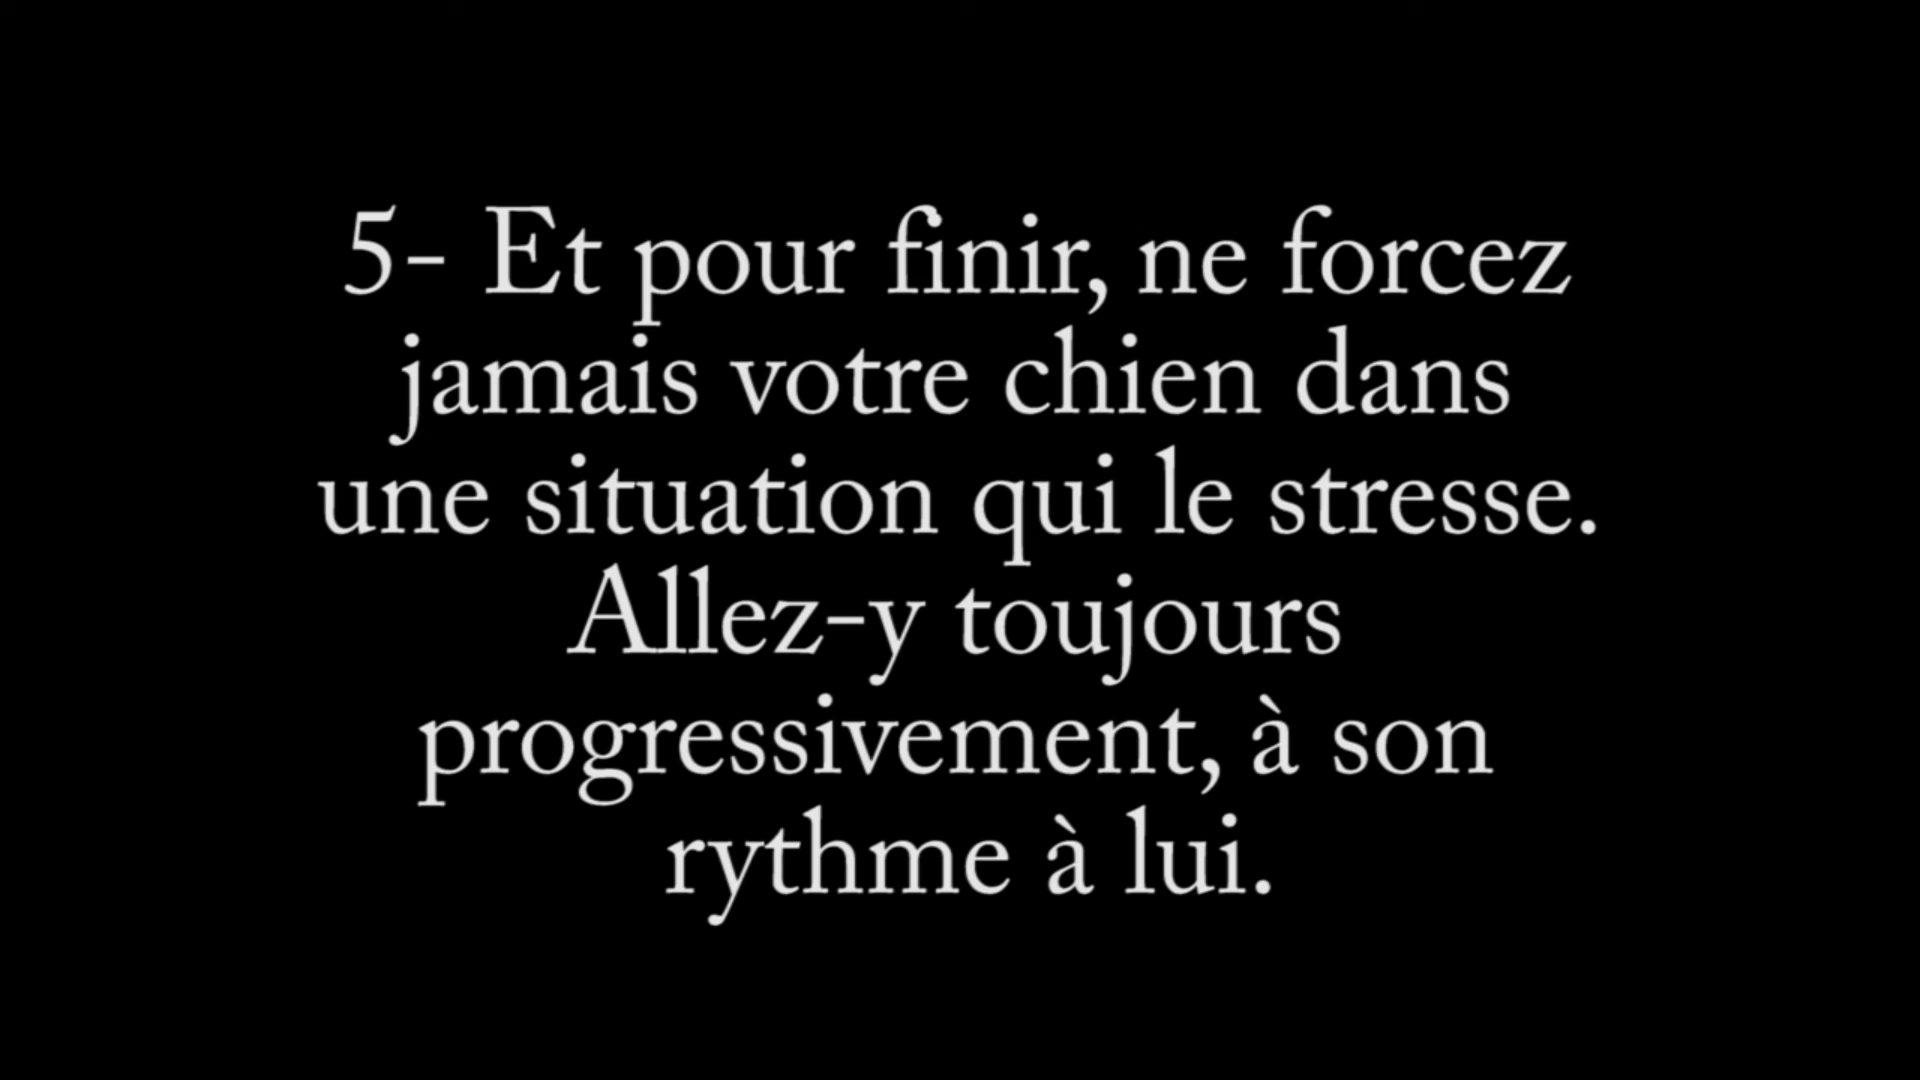 5- Et pour finir, ne forcez
jamais votre chien dans
une situation qui le stresse.
Allez-y toujours
progressivement, à son
rythme à lui.